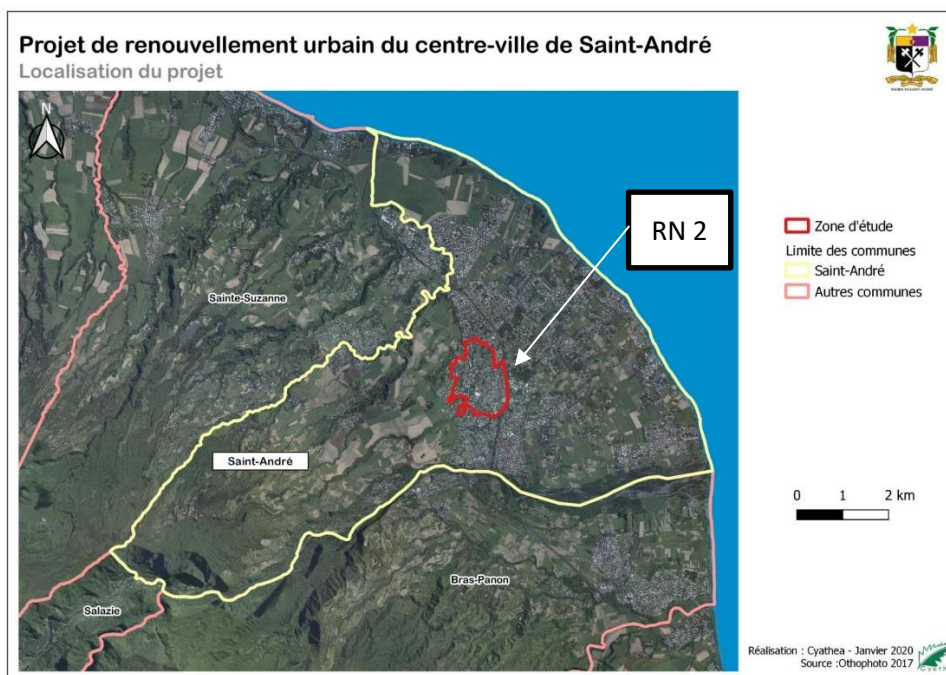 Projet de renouvellement urbain du centre-ville de Saint-André
Localisation du projet
N
RN 2
Sainte-Suzanne
Saint-André
Bras-Panon
Salazie
Zone d'étude
Limite des communes
Saint-André
Autres communes
0 1 2 km
Réalisation : Cyathea - Janvier 2020
Source :Othophoto 2017